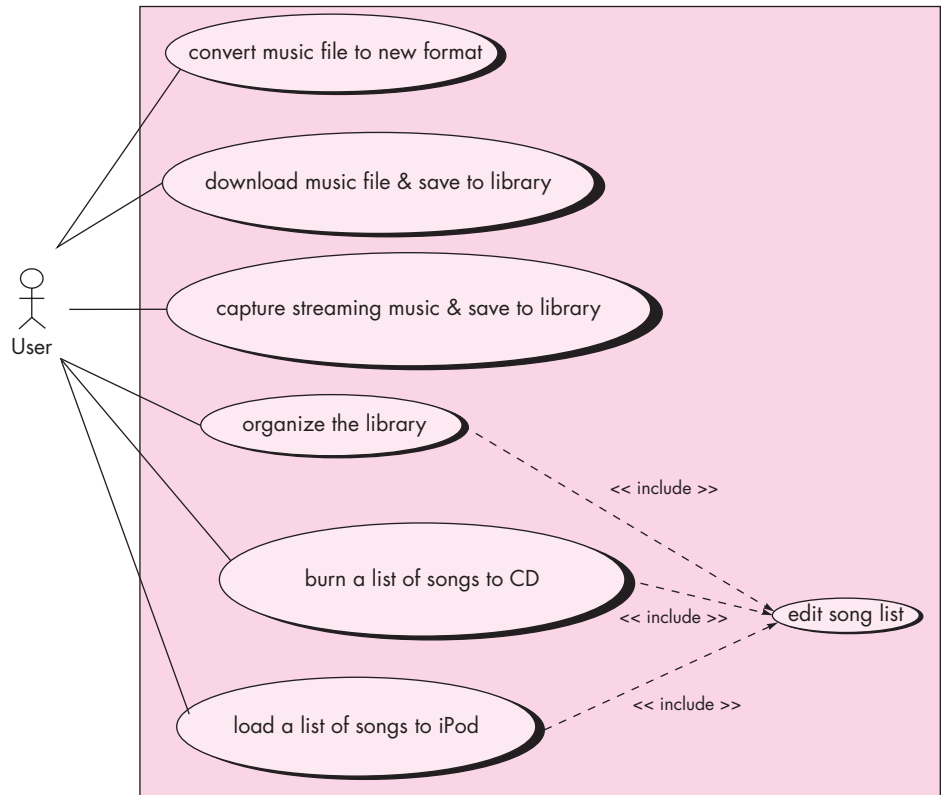 convert music file to new format
download music file & save to library
capture streaming music & save to library
User
organize the library
<< include >>
burn a list of songs to CD
<< include >>
edit song list
load a list of songs to iPod
<< include >>